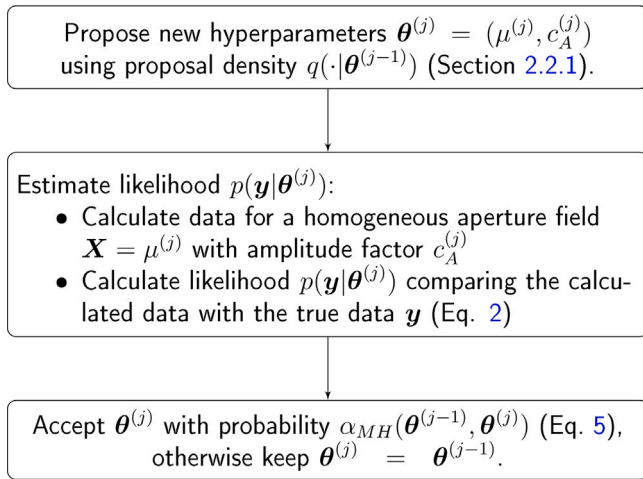 Propose new hyperparameters θ^(j) = (μ^(j), c_A^(j))
using proposal density q(·|θ^(j−1)) (Section 2.2.1).
Estimate likelihood p(y|θ^(j)):
• Calculate data for a homogeneous aperture field
X = μ^(j) with amplitude factor c_A^(j)
• Calculate likelihood p(y|θ^(j)) comparing the calcu-
lated data with the true data y (Eq. 2)
Accept θ^(j) with probability α_MH(θ^(j−1), θ^(j)) (Eq. 5),
otherwise keep θ^(j) = θ^(j−1).